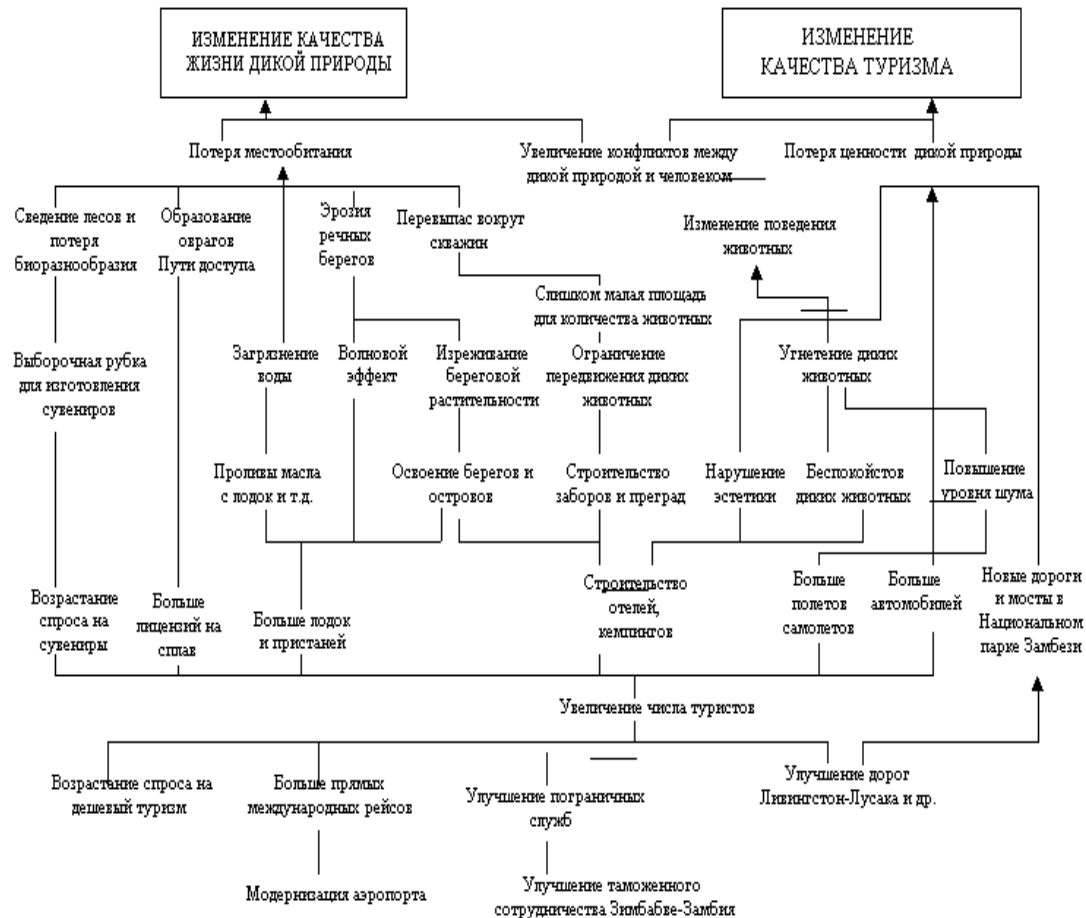 ИЗМЕНЕНИЕ КАЧЕСТВА
ЖИЗНИ ДИКОЙ ПРИРОДЫ
ИЗМЕНЕНИЕ
КАЧЕСТВА ТУРИЗМА
Потеря местообитания
Увеличение конфликтов между
дикой природой и человеком
Потеря ценности дикой природы
Сведение лесов и
потеря
биоразнообразия
Образование
оврагов
Пути доступа
Эрозия
речных
берегов
Перевыпас вокруг
скважин
Изменение поведения
животных
Слишком малая площадь
для количества животных
Выборочная рубка
для изготовления
сувениров
Загрязнение
воды
Волновой
эффект
Изреживание
береговой
растительности
Ограничение
передвижения диких
животных
Угнетение диких
животных
Проливы масла
с лодок и т.д.
Освоение берегов и
островов
Строительство
заборов и преград
Нарушение
эстетики
Беспокойстов
диких животных
Повышение
уровня шума
Возрастание
спроса на
сувениры
Больше
лицензий на
сплав
Больше лодок
и пристаней
Строительство
отелей,
кемпингов
Больше
полетов
самолетов
Больше
автомобилей
Новые дороги
и мосты в
Национальном
парке Замбези
Увеличение числа туристов
Возрастание спроса на
дешевый туризм
Больше прямых
международных рейсов
Улучшение пограничных
служб
Улучшение дорог
Ливингстон-Лусака и др.
Модернизация аэропорта
Улучшение таможенного
сотрудничества Зимбабве-Замбия